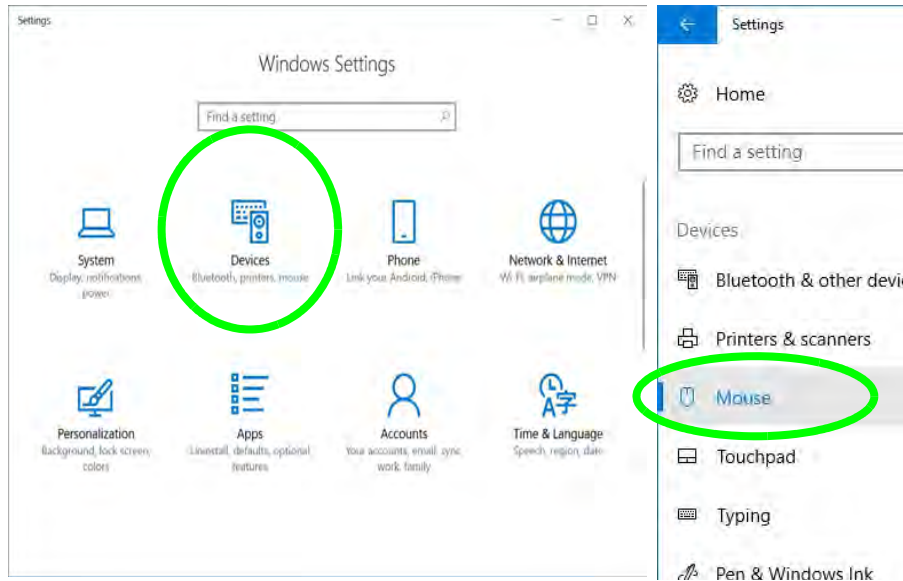 Settings
Windows Settings
Find a setting
System
Display, notifications,
power
Devices
Bluetooth, printers, mouse
Phone
Link your Android, iPhone
Network & Internet
Wi-Fi, airplane mode, VPN
Personalization
Background, lock screen,
colors
Apps
Uninstall, defaults, optional
features
Accounts
Your accounts, email, sync,
work, family
Time & Language
Speech, region, date
A字
Settings
Home
Find a setting
Devices
Bluetooth & other devic
Printers & scanners
Mouse
Touchpad
Typing
Pen & Windows Ink